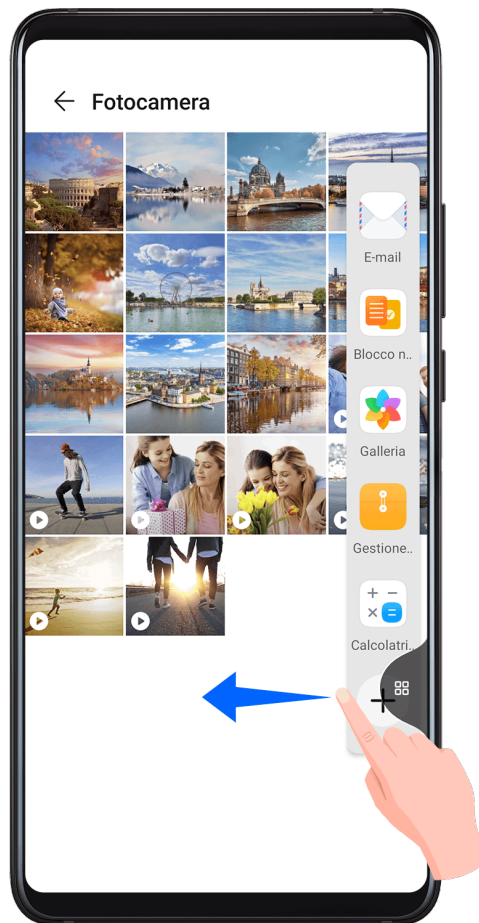 Fotocamera
E-mail
Blocco n..
Galleria
Gestione..
Calcolatri..